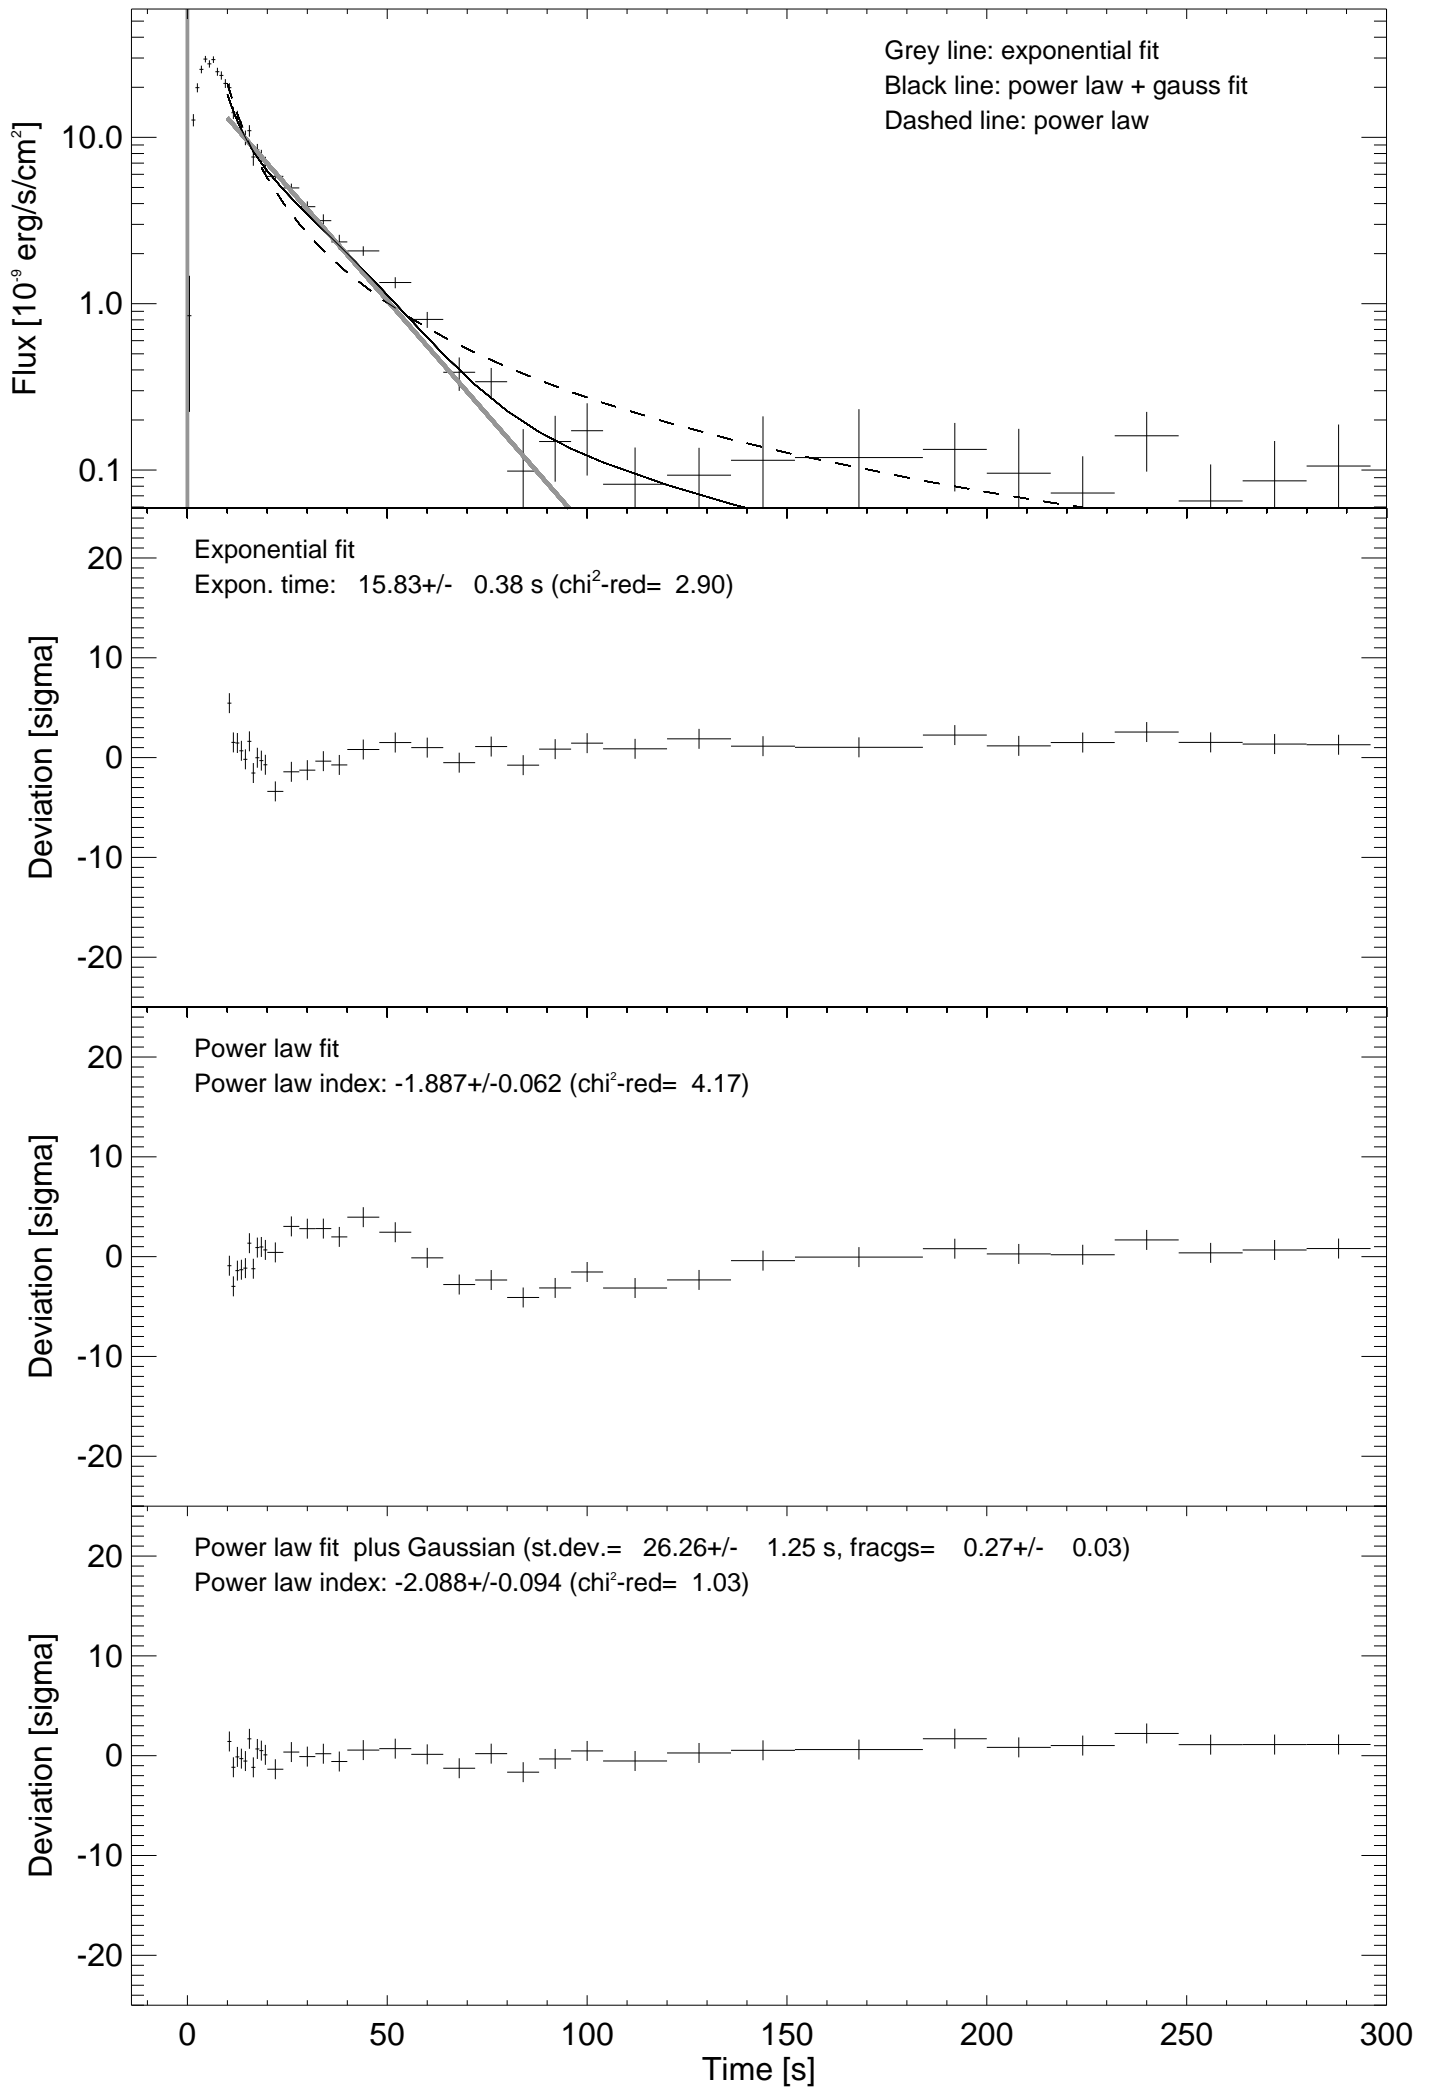 Grey line: exponential fit
Black line: power law + gauss fit
Dashed line: power law
Flux [10⁻⁹ erg/s/cm²]
10.0
1.0
0.1
Exponential fit
Expon. time: 15.83+/- 0.38 s (chi²-red= 2.90)
Deviation [sigma]
20
10
0
-10
-20
Power law fit
Power law index: -1.887+/-0.062 (chi²-red= 4.17)
Deviation [sigma]
20
10
0
-10
-20
Power law fit plus Gaussian (st.dev.= 26.26+/- 1.25 s, fracgs= 0.27+/- 0.03)
Power law index: -2.088+/-0.094 (chi²-red= 1.03)
Deviation [sigma]
20
10
0
-10
-20
0 50 100 150 200 250 300
Time [s]